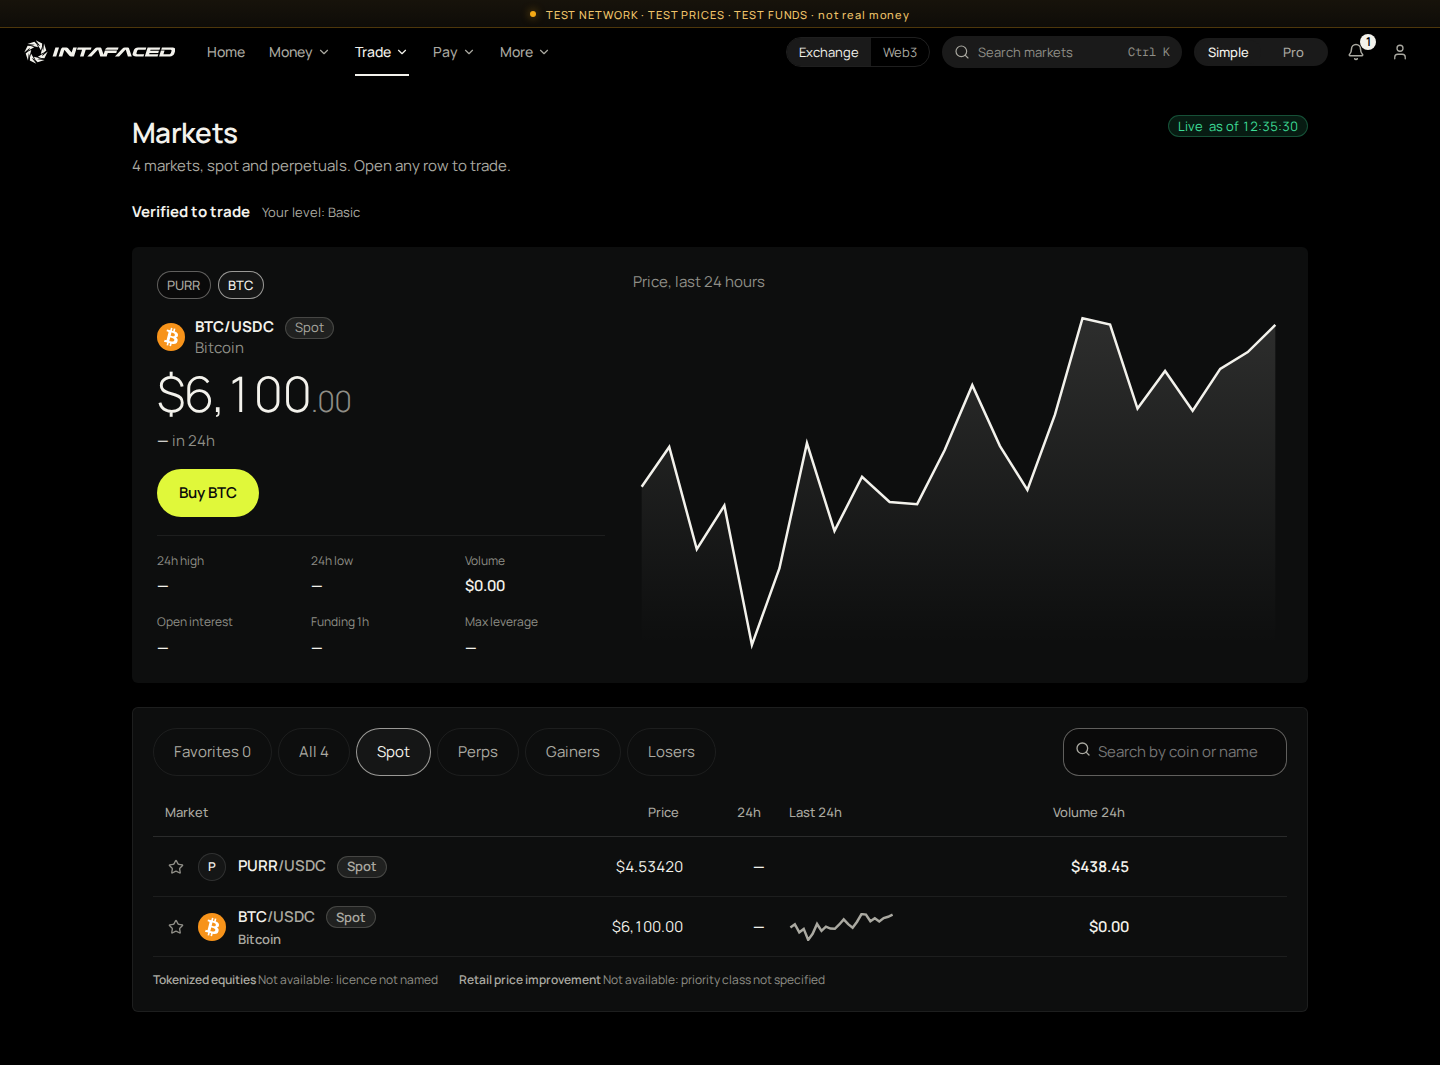 TEST NETWORK · TEST PRICES · TEST FUNDS · not real money
INTAFACED Home Money Trade Pay More Exchange Web3 Search markets Ctrl K Simple Pro 1
Markets
Live as of 12:35:30
4 markets, spot and perpetuals. Open any row to trade.
Verified to trade Your level: Basic
PURR BTC
Price, last 24 hours
BTC/USDC Spot
Bitcoin
$6,100.00
— in 24h
Buy BTC
24h high 24h low Volume
— — $0.00
Open interest Funding 1h Max leverage
— — —
Favorites 0 All 4 Spot Perps Gainers Losers Search by coin or name
Market Price 24h Last 24h Volume 24h
P PURR/USDC Spot $4.53420 — $438.45
BTC/USDC Spot $6,100.00 — $0.00
Bitcoin
Tokenized equities Not available: licence not named Retail price improvement Not available: priority class not specified